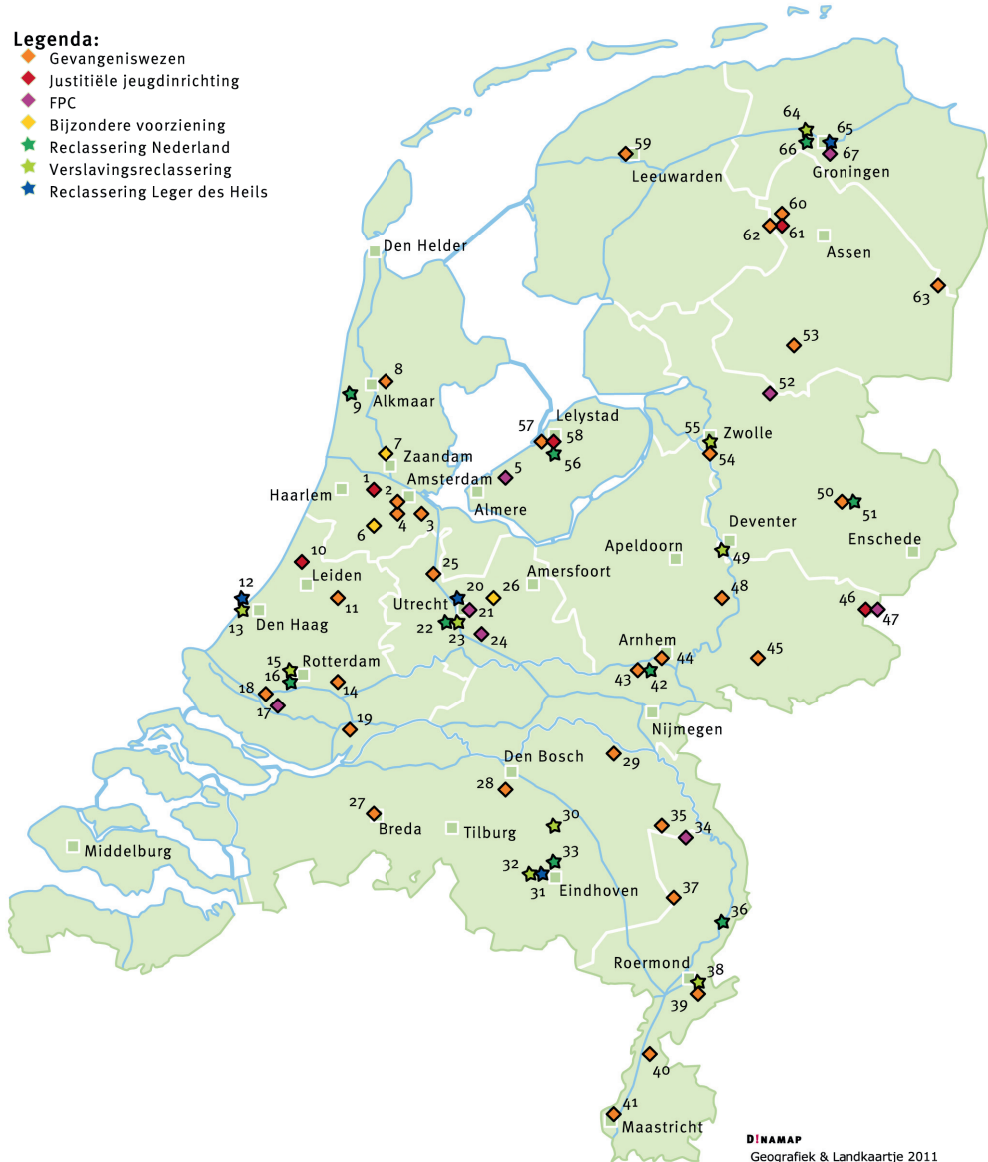 Legenda:
Gevangeniswezen
Justitiële jeugdinrichting
FPC
Bijzondere voorziening
Reclassering Nederland
Verslavingsreclassering
Reclassering Leger des Heils
64
65
59
66
67
Leeuwarden
Groningen
60
62
61
Den Helder
Assen
63
53
8
52
9
Alkmaar
Lelystad
57
58
55
Zwolle
7
56
54
Zaandam
5
1
2
Amsterdam
Haarlem
50
6
4
3
Almere
51
Deventer
Enschede
10
Apeldoorn
49
25
Leiden
Amersfoort
12
20
26
48
11
Utrecht
21
46
13
Den Haag
22
23
24
47
Arnhem
15
Rotterdam
44
45
16
14
43
42
18
17
19
Nijmegen
Den Bosch
29
28
27
30
35
34
Breda
Tilburg
Middelburg
33
32
31
Eindhoven
37
36
Roermond
38
39
40
41
Maastricht
D!NAMAP
Geografiek & Landkaartje 2011